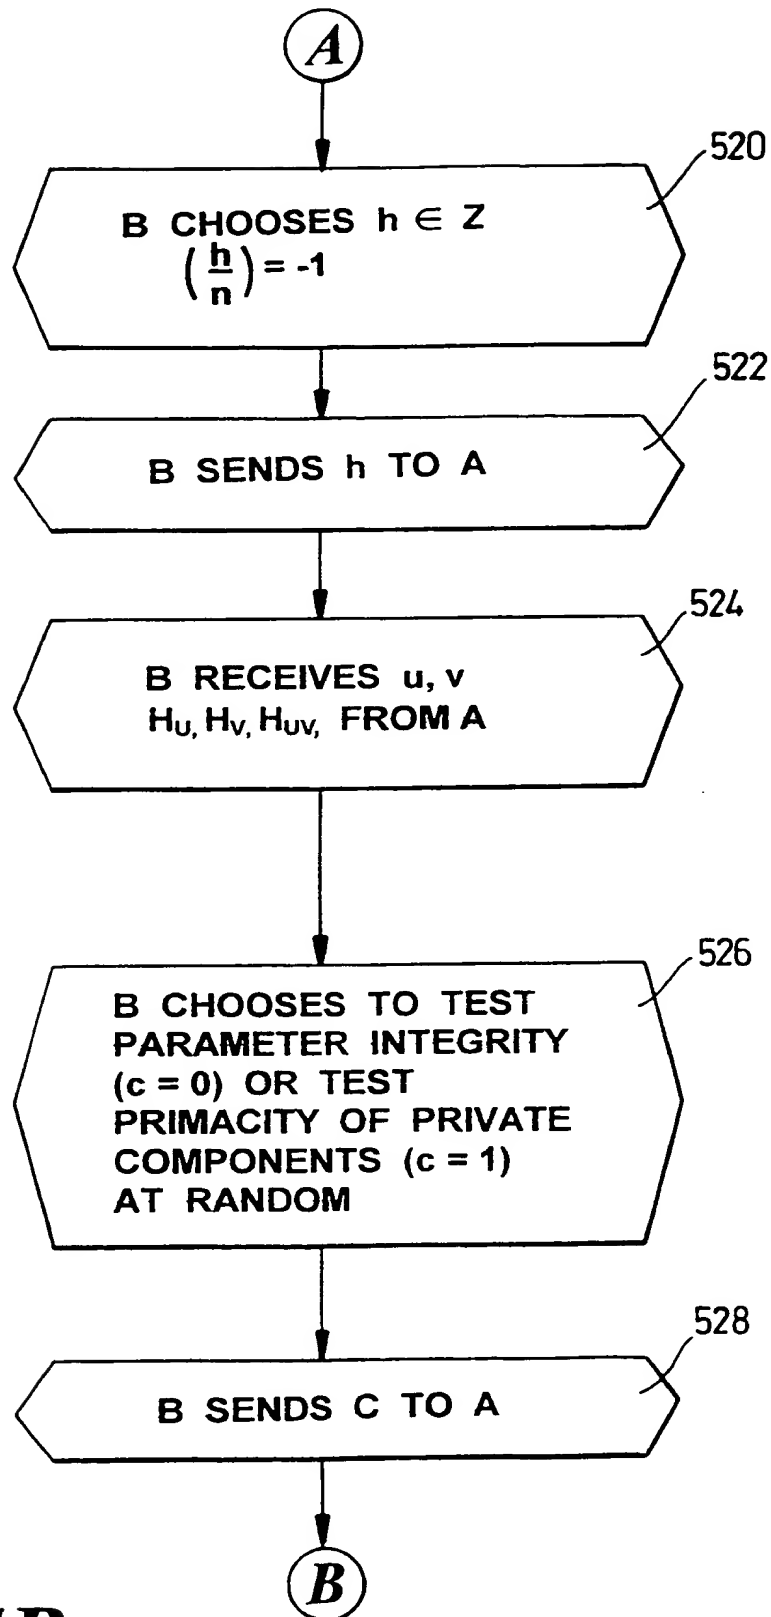 A
520
B CHOOSES h ∈ Z
(h/n) = -1
522
B SENDS h TO A
524
B RECEIVES u, v
H_U, H_V, H_UV, FROM A
526
B CHOOSES TO TEST
PARAMETER INTEGRITY
(c = 0) OR TEST
PRIMACITY OF PRIVATE
COMPONENTS (c = 1)
AT RANDOM
528
B SENDS C TO A
B